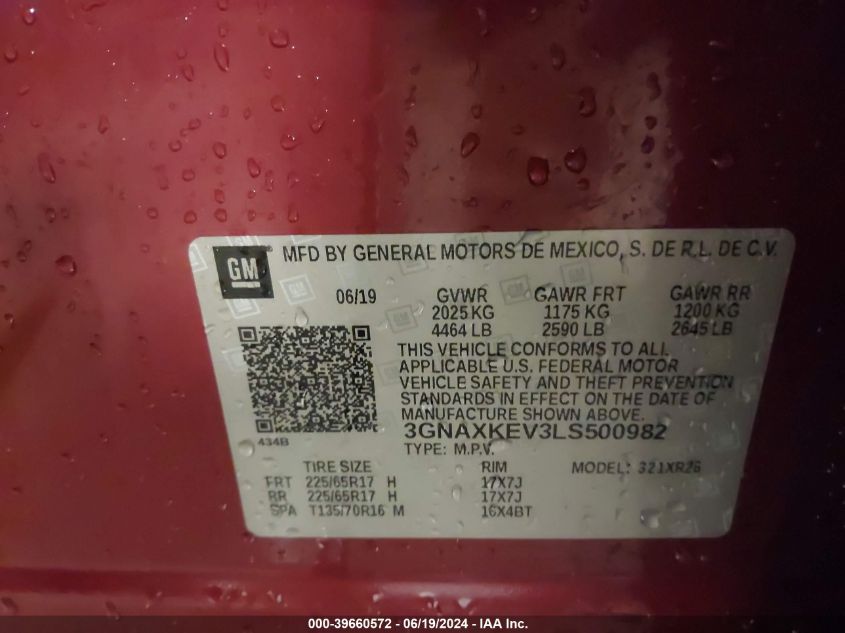 GM
MFD BY GENERAL MOTORS DE MEXICO, S. DE R.L. DE C.V.
06/19 GVWR GAWR FRT GAWR RR
2025 KG 1175 KG 1200 KG
4464 LB 2590 LB 2645 LB
THIS VEHICLE CONFORMS TO ALL
APPLICABLE U.S. FEDERAL MOTOR
VEHICLE SAFETY AND THEFT PREVENTION
STANDARDS IN EFFECT ON THE DATE OF
MANUFACTURE SHOWN ABOVE.
434B
3GNAXKEV3LS500982
TYPE: M.P.V.
TIRE SIZE RIM MODEL: 321XR26
FRT 225/65R17 H 17X7J
RR 225/65R17 H 17X7J
SPA T135/70R16 M 16X4BT
000-39660572 - 06/19/2024 - IAA Inc.